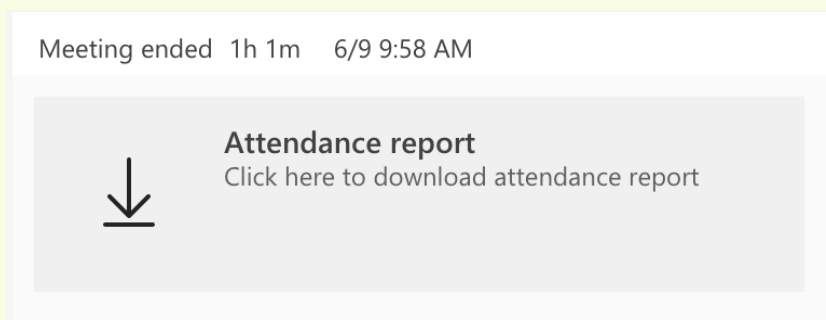 Meeting ended 1h 1m 6/9 9:58 AM
Attendance report
Click here to download attendance report